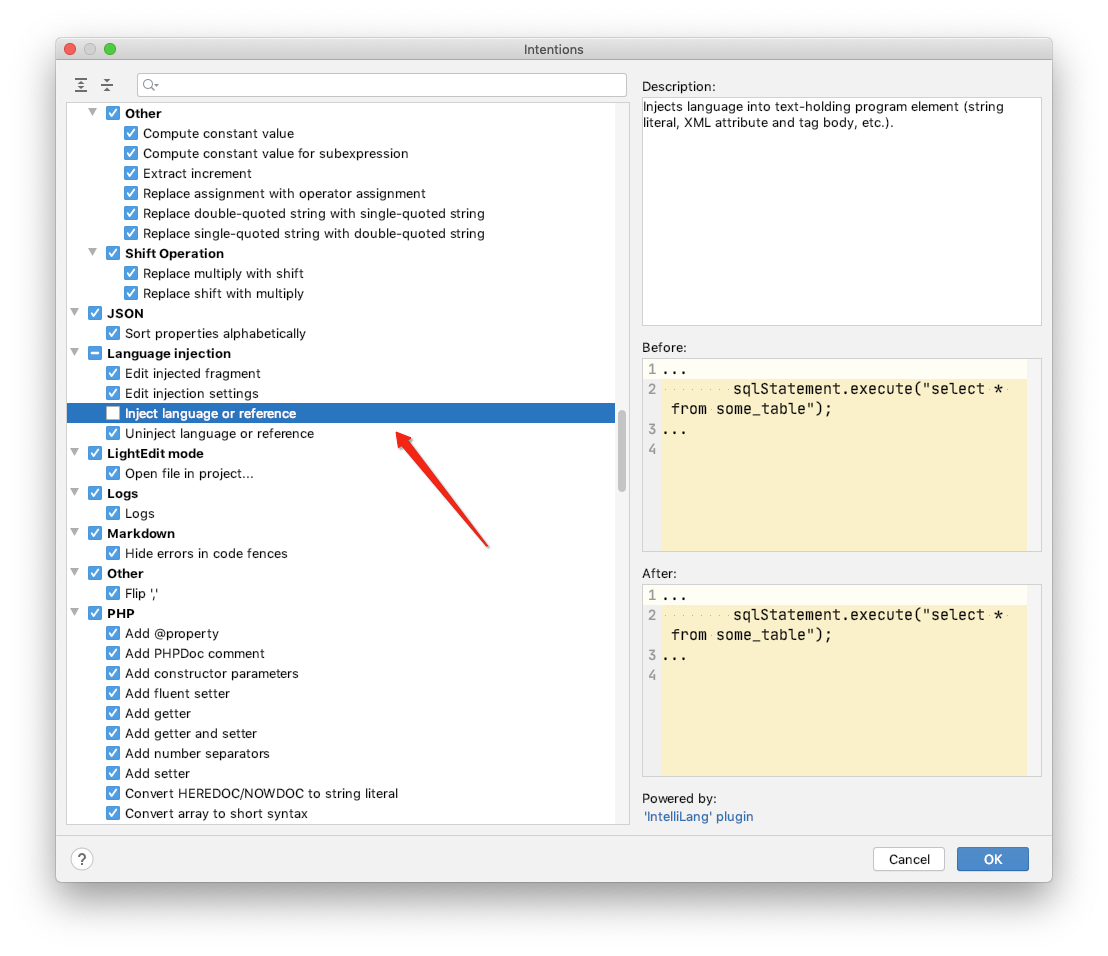 Intentions
Other
Compute constant value
Compute constant value for subexpression
Extract increment
Replace assignment with operator assignment
Replace double-quoted string with single-quoted string
Replace single-quoted string with double-quoted string
Shift Operation
Replace multiply with shift
Replace shift with multiply
JSON
Sort properties alphabetically
Language injection
Edit injected fragment
Edit injection settings
Inject language or reference
Uninject language or reference
LightEdit mode
Open file in project...
Logs
Logs
Markdown
Hide errors in code fences
Other
Flip ','
PHP
Add @property
Add PHPDoc comment
Add constructor parameters
Add fluent setter
Add getter
Add getter and setter
Add number separators
Add setter
Convert HEREDOC/NOWDOC to string literal
Convert array to short syntax
Description:
Injects language into text-holding program element (string
literal, XML attribute and tag body, etc.).
Before:
1 ...
2 sqlStatement.execute("select *
from some_table");
3 ...
4
After:
1 ...
2 sqlStatement.execute("select *
from some_table");
3 ...
4
Powered by:
'IntelliLang' plugin
?
Cancel
OK